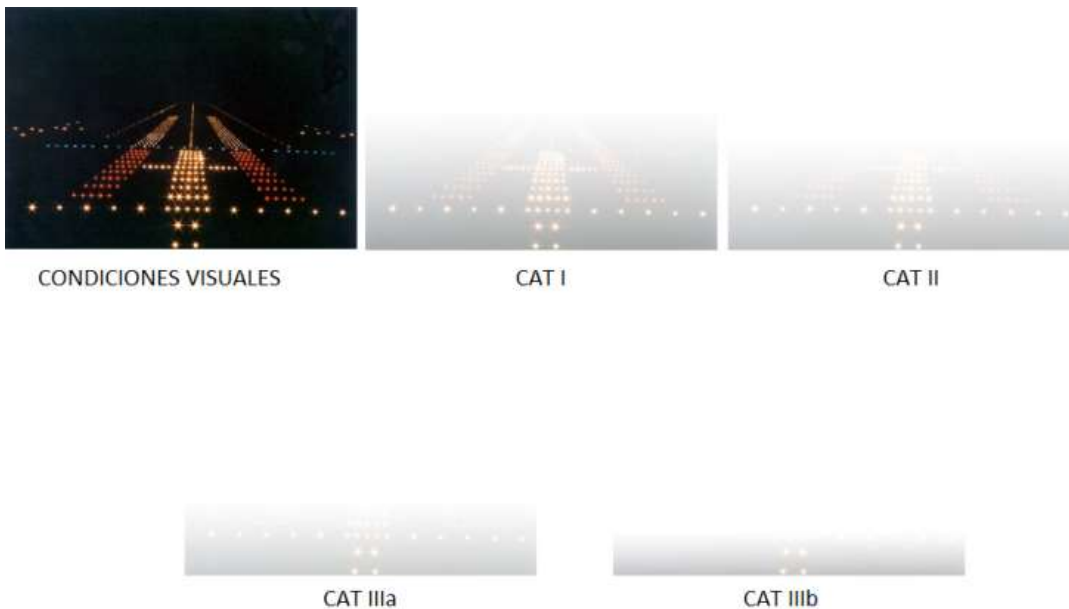 CONDICIONES VISUALES
CAT I
CAT II
CAT IIIa
CAT IIIb